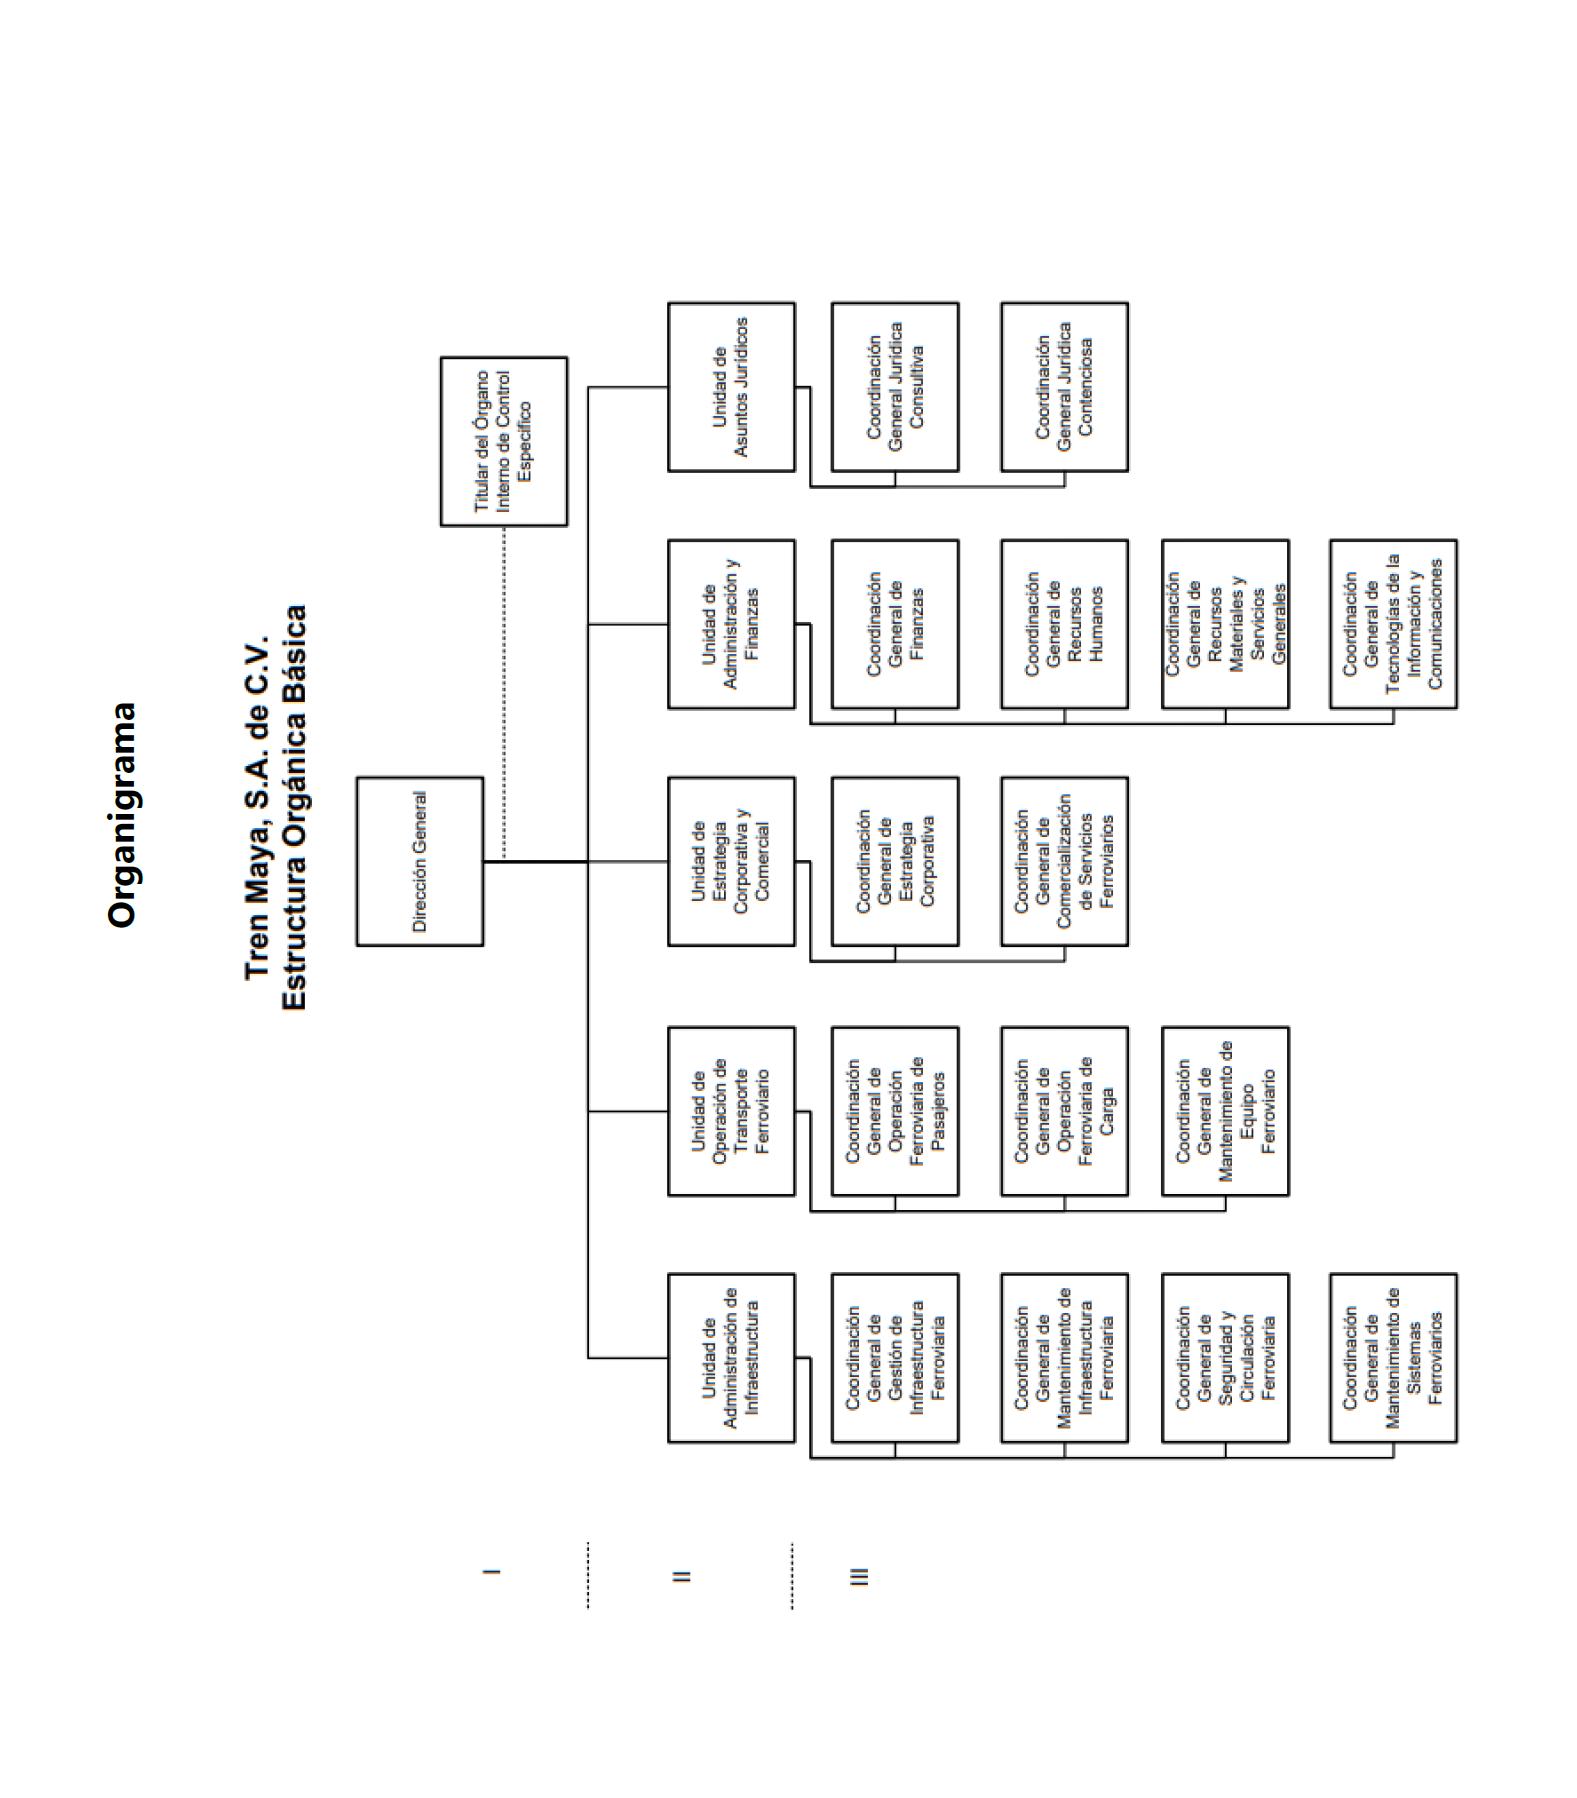 Organigrama
Tren Maya, S.A. de C.V.
Estructura Orgánica Básica
Dirección General
Titular del Órgano
Interno de Control
Especifico
I
II
III
Unidad de
Administración de
Infraestructura
Coordinación
General de
Gestión de
Infraestructura
Ferroviaria
Coordinación
General de
Mantenimiento de
Infraestructura
Ferroviaria
Coordinación
General de
Seguridad y
Circulación
Ferroviaria
Coordinación
General de
Mantenimiento de
Sistemas
Ferroviarios
Unidad de
Operación de
Transporte
Ferroviario
Coordinación
General de
Operación
Ferroviaria de
Pasajeros
Coordinación
General de
Operación
Ferroviaria de
Carga
Coordinación
General de
Mantenimiento de
Equipo
Ferroviario
Unidad de
Estrategia
Corporativa y
Comercial
Coordinación
General de
Estrategia
Corporativa
Coordinación
General de
Comercialización
de Servicios
Ferroviarios
Unidad de
Administración y
Finanzas
Coordinación
General de
Finanzas
Coordinación
General de
Recursos
Humanos
Coordinación
General de
Recursos
Materiales y
Servicios
Generales
Coordinación
General de
Tecnologías de la
Información y
Comunicaciones
Unidad de
Asuntos Jurídicos
Coordinación
General Jurídica
Consultiva
Coordinación
General Jurídica
Contenciosa